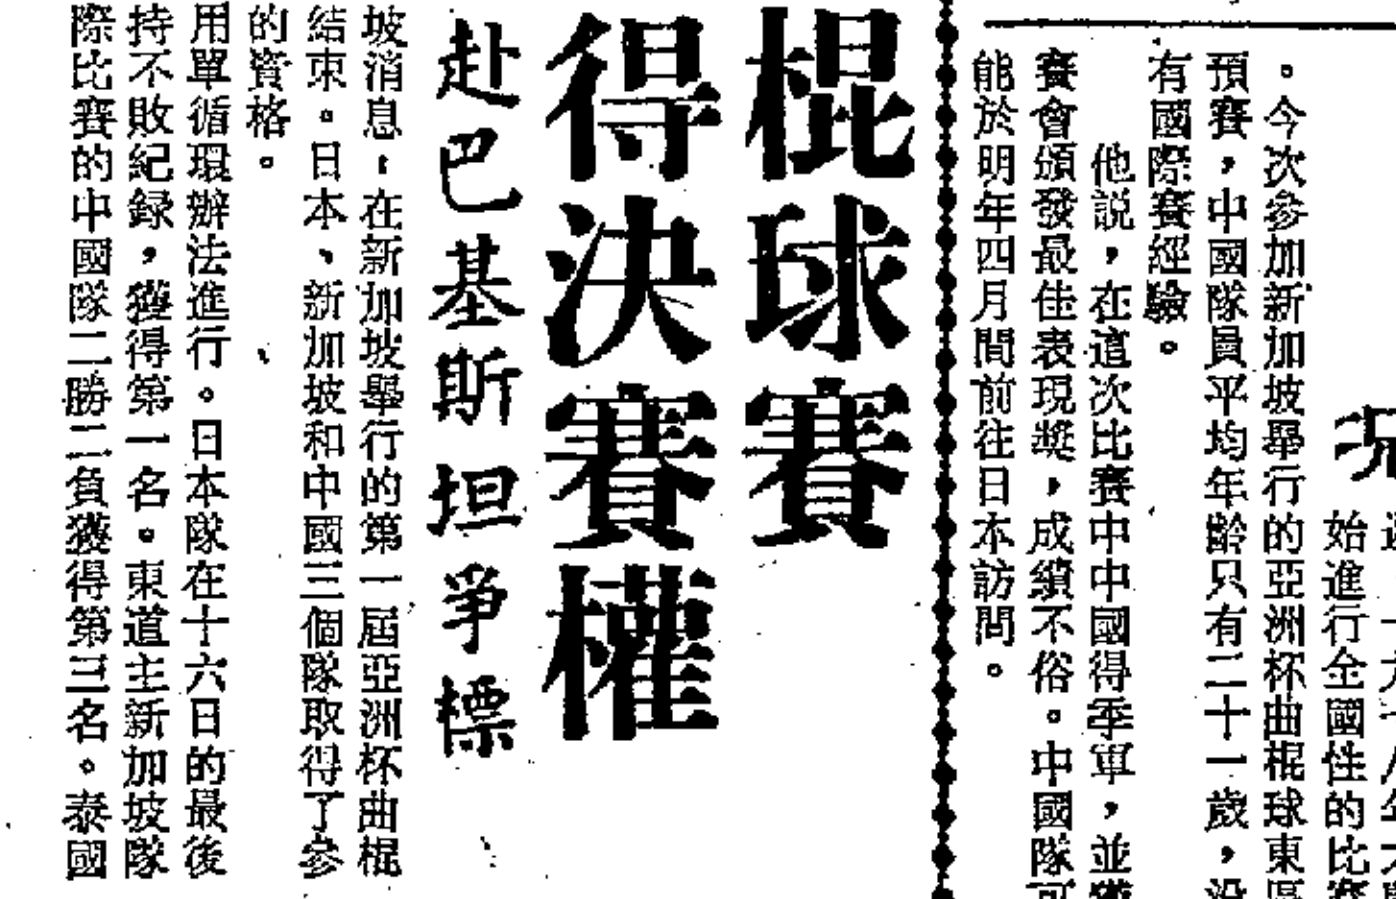 始進行全國性的比賽
。今次參加新加坡舉行的亞洲杯曲棍球東區
預賽，中國隊員平均年齡只有二十一歲，没
有國際賽經驗。
他説，在這次比賽中中國得季軍，並獲
賽會頒發最佳表現奬，成績不俗。中國隊可
能於明年四月間前往日本訪問。
棍球賽
得決賽權
赴巴基斯坦爭標
坡消息：在新加坡舉行的第一屆亞洲杯曲棍
結束。日本、新加坡和中國三個隊取得了參
的資格。
用單循環辦法進行。日本隊在十六日的最後
持不敗紀録，獲得第一名。東道主新加坡隊
際比賽的中國隊二勝二負獲得第三名。泰國